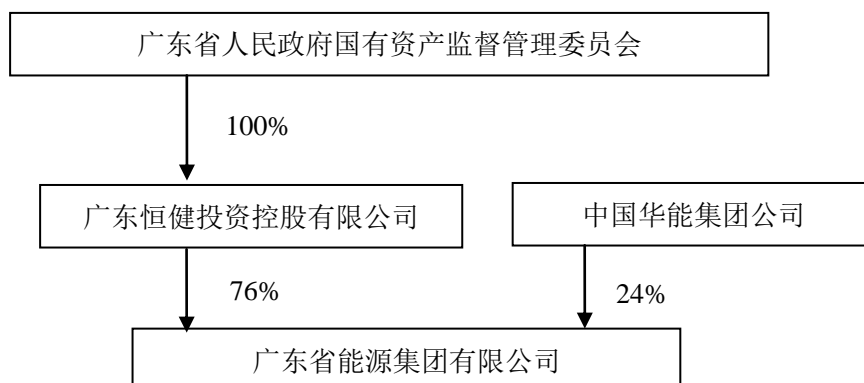 广东省人民政府国有资产监督管理委员会
100%
广东恒健投资控股有限公司
中国华能集团公司
76%
24%
广东省能源集团有限公司